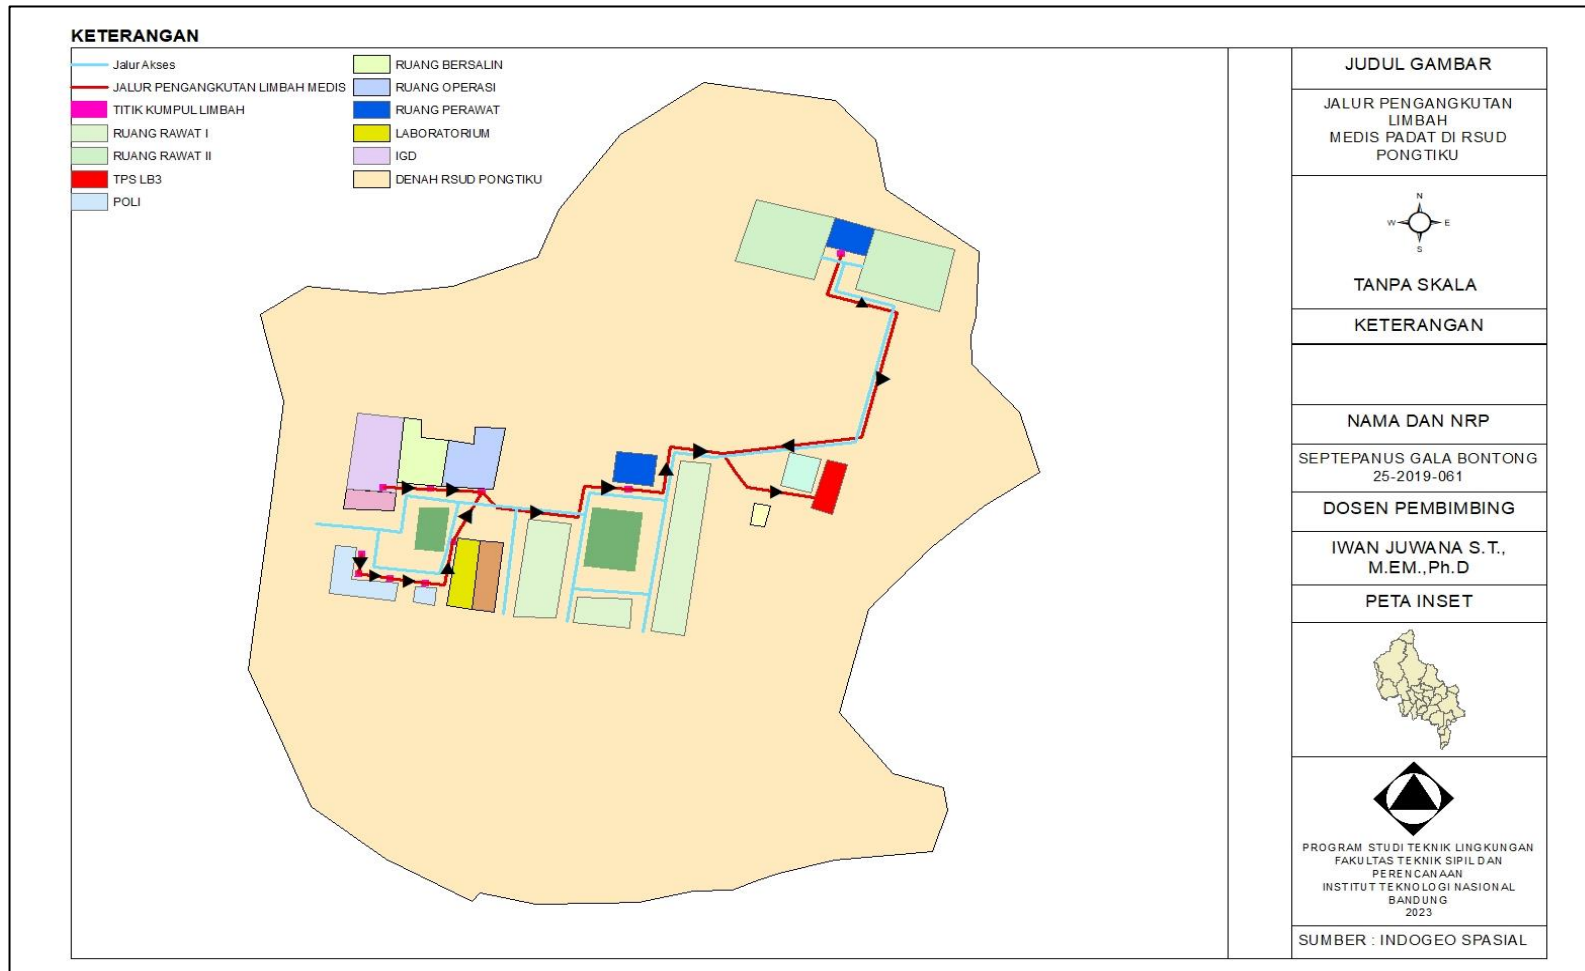 KETERANGAN
Jalur Akses
JALUR PENGANGKUTAN LIMBAH MEDIS
TITIK KUMPUL LIMBAH
RUANG RAWAT I
RUANG RAWAT II
TPS LB3
POLI
RUANG BERSALIN
RUANG OPERASI
RUANG PERAWAT
LABORATORIUM
IGD
DENAH RSUD PONGTIKU
JUDUL GAMBAR
JALUR PENGANGKUTAN
LIMBAH
MEDIS PADAT DI RSUD
PONGTIKU
N
W E
S
TANPA SKALA
KETERANGAN
NAMA DAN NRP
SEPTEPANUS GALA BONTONG
25-2019-061
DOSEN PEMBIMBING
IWAN JUWANA S.T.,
M.EM.,Ph.D
PETA INSET
PROGRAM STUDI TEKNIK LINGKUNGAN
FAKULTAS TEKNIK SIPIL DAN
PERENCANAAN
INSTITUT TEKNOLOGI NASIONAL
BANDUNG
2023
SUMBER : INDOGEO SPASIAL